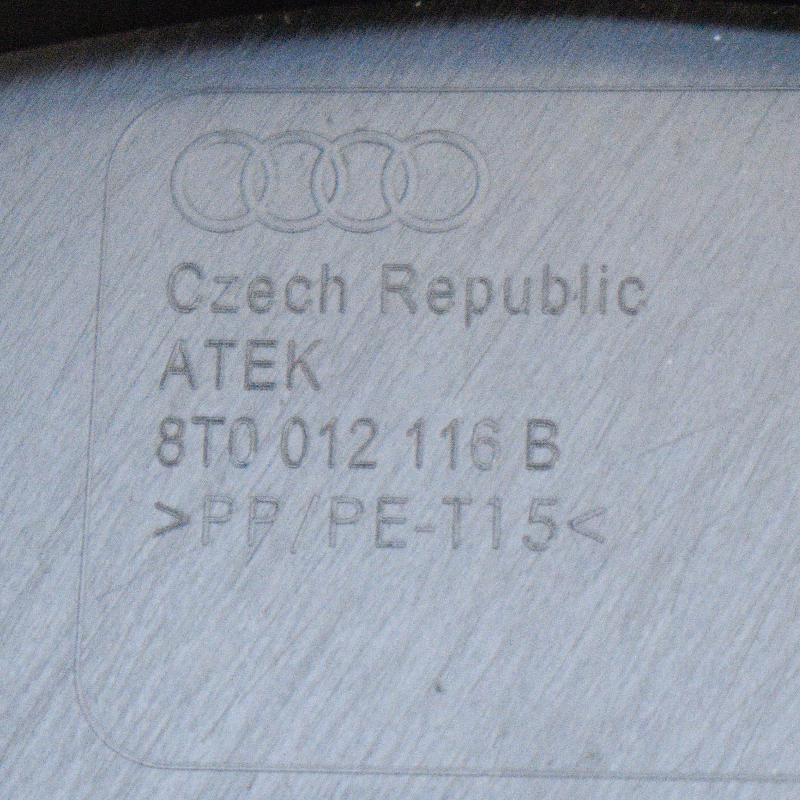 Czech Republic
ATEK
8T0 012 116 B
>PP/PE-T15<